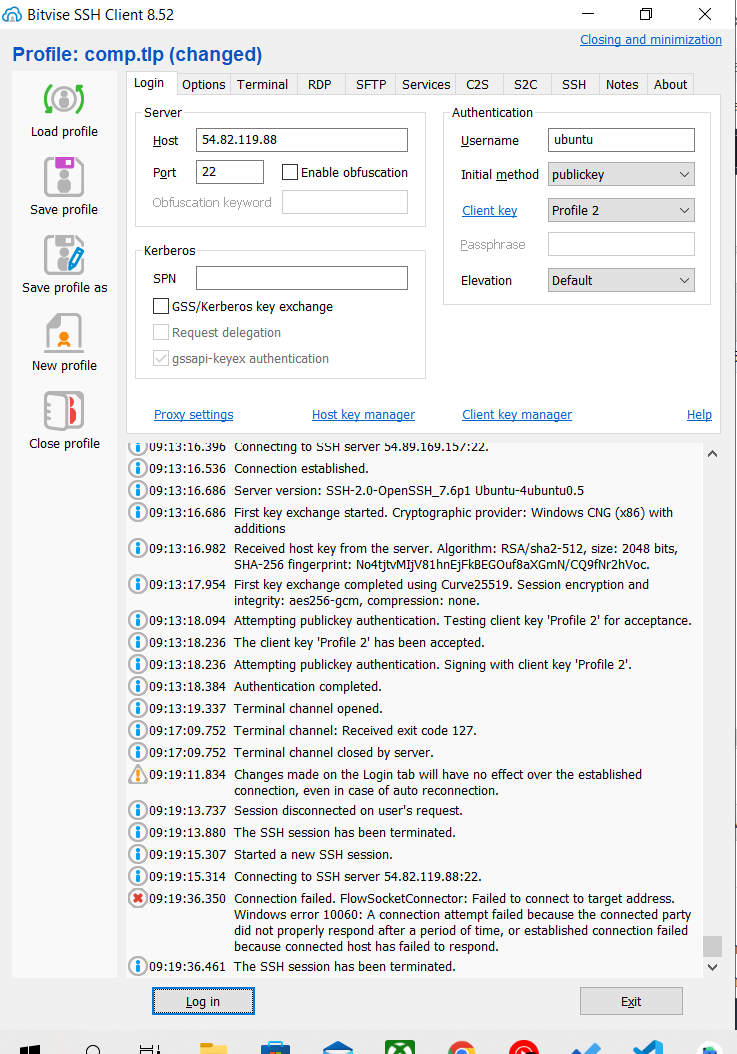 Bitvise SSH Client 8.52
Closing and minimization
Profile: comp.tlp (changed)
Load profile
Save profile
Save profile as
New profile
Close profile
Login Options Terminal RDP SFTP Services C2S S2C SSH Notes About
Server
Host 54.82.119.88
Port 22 Enable obfuscation
Obfuscation keyword
Kerberos
SPN
GSS/Kerberos key exchange
Request delegation
gssapi-keyex authentication
Authentication
Username ubuntu
Initial method publickey
Client key Profile 2
Passphrase
Elevation Default
Proxy settings Host key manager Client key manager Help
09:13:16.396 Connecting to SSH server 54.89.169.157:22.
09:13:16.536 Connection established.
09:13:16.686 Server version: SSH-2.0-OpenSSH_7.6p1 Ubuntu-4ubuntu0.5
09:13:16.686 First key exchange started. Cryptographic provider: Windows CNG (x86) with
additions
09:13:16.982 Received host key from the server. Algorithm: RSA/sha2-512, size: 2048 bits,
SHA-256 fingerprint: No4tjtvMIjV81hnEjFkBEGOuf8aXGmN/CQ9fNr2hVoc.
09:13:17.954 First key exchange completed using Curve25519. Session encryption and
integrity: aes256-gcm, compression: none.
09:13:18.094 Attempting publickey authentication. Testing client key 'Profile 2' for acceptance.
09:13:18.236 The client key 'Profile 2' has been accepted.
09:13:18.236 Attempting publickey authentication. Signing with client key 'Profile 2'.
09:13:18.384 Authentication completed.
09:13:19.337 Terminal channel opened.
09:17:09.752 Terminal channel: Received exit code 127.
09:17:09.752 Terminal channel closed by server.
09:19:11.834 Changes made on the Login tab will have no effect over the established
connection, even in case of auto reconnection.
09:19:13.737 Session disconnected on user's request.
09:19:13.880 The SSH session has been terminated.
09:19:15.307 Started a new SSH session.
09:19:15.314 Connecting to SSH server 54.82.119.88:22.
09:19:36.350 Connection failed. FlowSocketConnector: Failed to connect to target address.
Windows error 10060: A connection attempt failed because the connected party
did not properly respond after a period of time, or established connection failed
because connected host has failed to respond.
09:19:36.461 The SSH session has been terminated.
Log in Exit